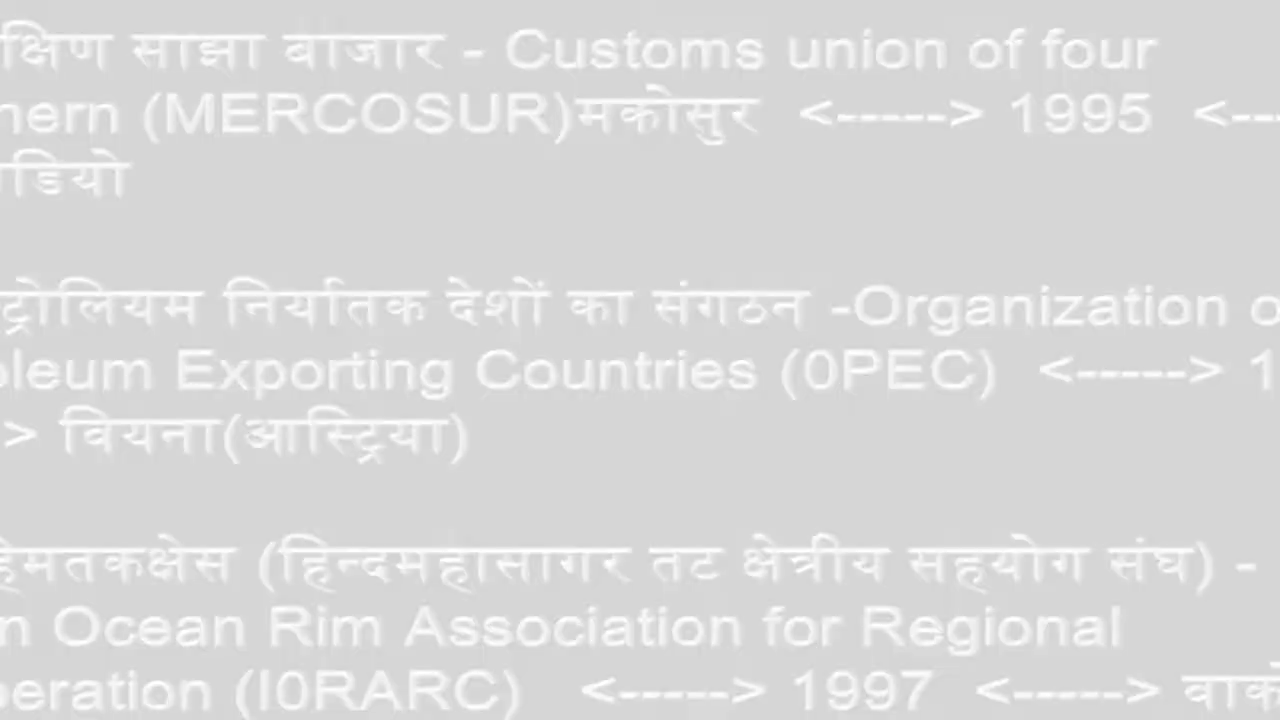 क्षिण साझा बाजार - Customs union of four
hern (MERCOSUR)मर्कोसुर <-----> 1995 <---
डियो
ट्रोलियम निर्यातक देशों का संगठन -Organization o
oleum Exporting Countries (0PEC) <-----> 1
> वियना(आस्ट्रिया)
हिमतकक्षेस (हिन्दमहासागर तट क्षेत्रीय सहयोग संघ) -
n Ocean Rim Association for Regional
peration (I0RARC) <-----> 1997 <-----> वाको